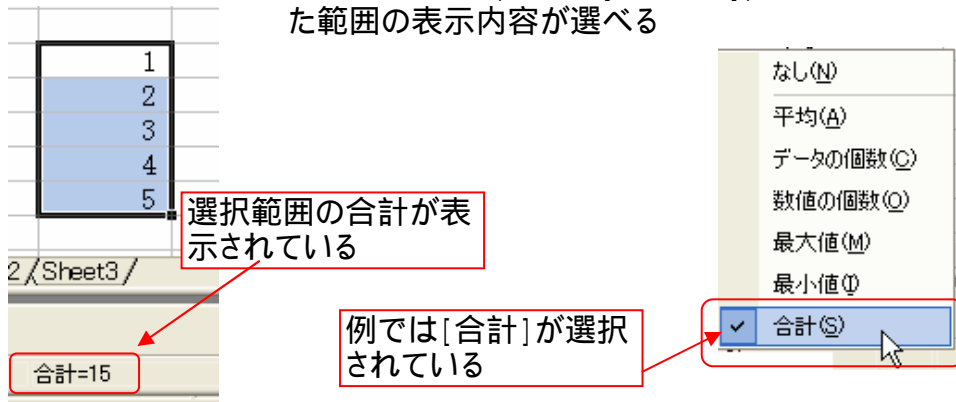 た範囲の表示内容が選べる
1
2
3
4
5
選択範囲の合計が表
示されている
2/Sheet3/
合計=15
例では[合計]が選択
されている
なし(N)
平均(A)
データの個数(C)
数値の個数(O)
最大値(M)
最小値(I)
合計(S)